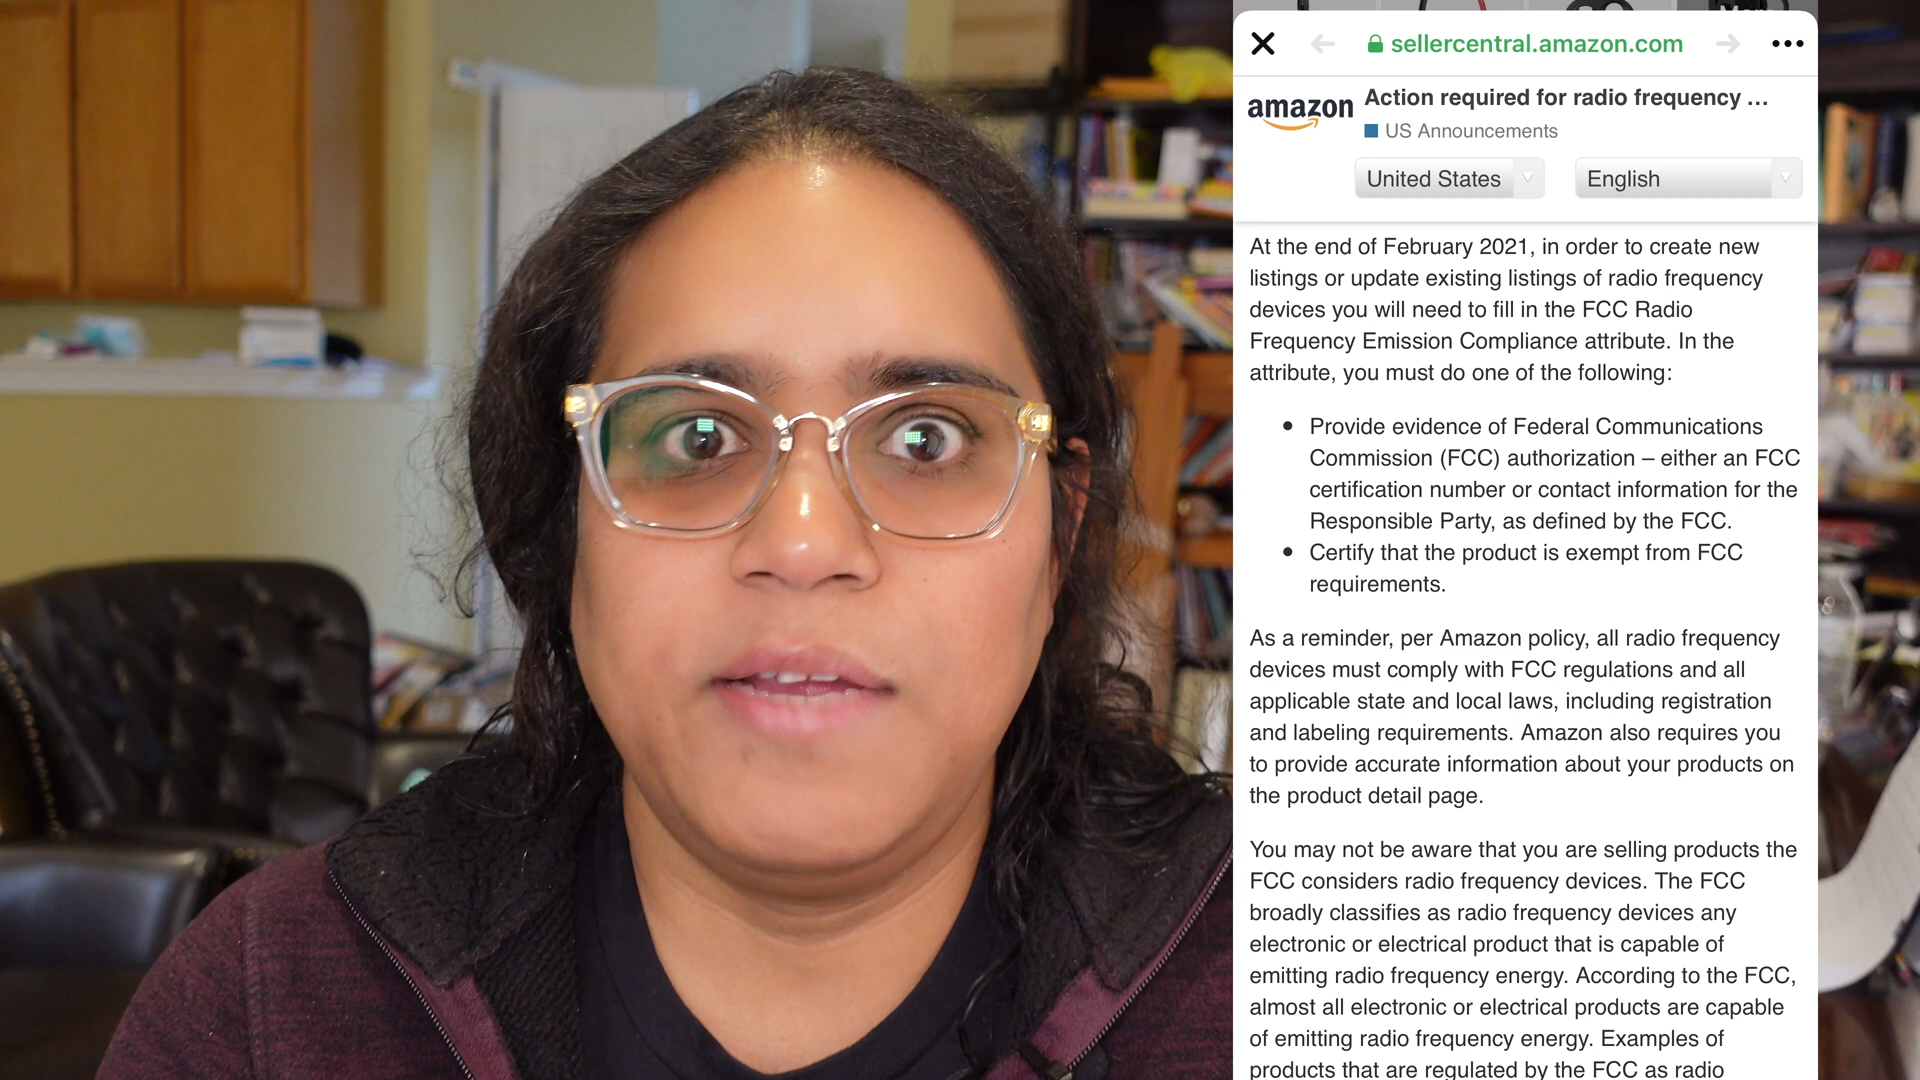 sellercentral.amazon.com
amazon
Action required for radio frequency ...
US Announcements
United States
English
At the end of February 2021, in order to create new
listings or update existing listings of radio frequency
devices you will need to fill in the FCC Radio
Frequency Emission Compliance attribute. In the
attribute, you must do one of the following:
Provide evidence of Federal Communications
Commission (FCC) authorization – either an FCC
certification number or contact information for the
Responsible Party, as defined by the FCC.
Certify that the product is exempt from FCC
requirements.
As a reminder, per Amazon policy, all radio frequency
devices must comply with FCC regulations and all
applicable state and local laws, including registration
and labeling requirements. Amazon also requires you
to provide accurate information about your products on
the product detail page.
You may not be aware that you are selling products the
FCC considers radio frequency devices. The FCC
broadly classifies as radio frequency devices any
electronic or electrical product that is capable of
emitting radio frequency energy. According to the FCC,
almost all electronic or electrical products are capable
of emitting radio frequency energy. Examples of
products that are regulated by the FCC as radio